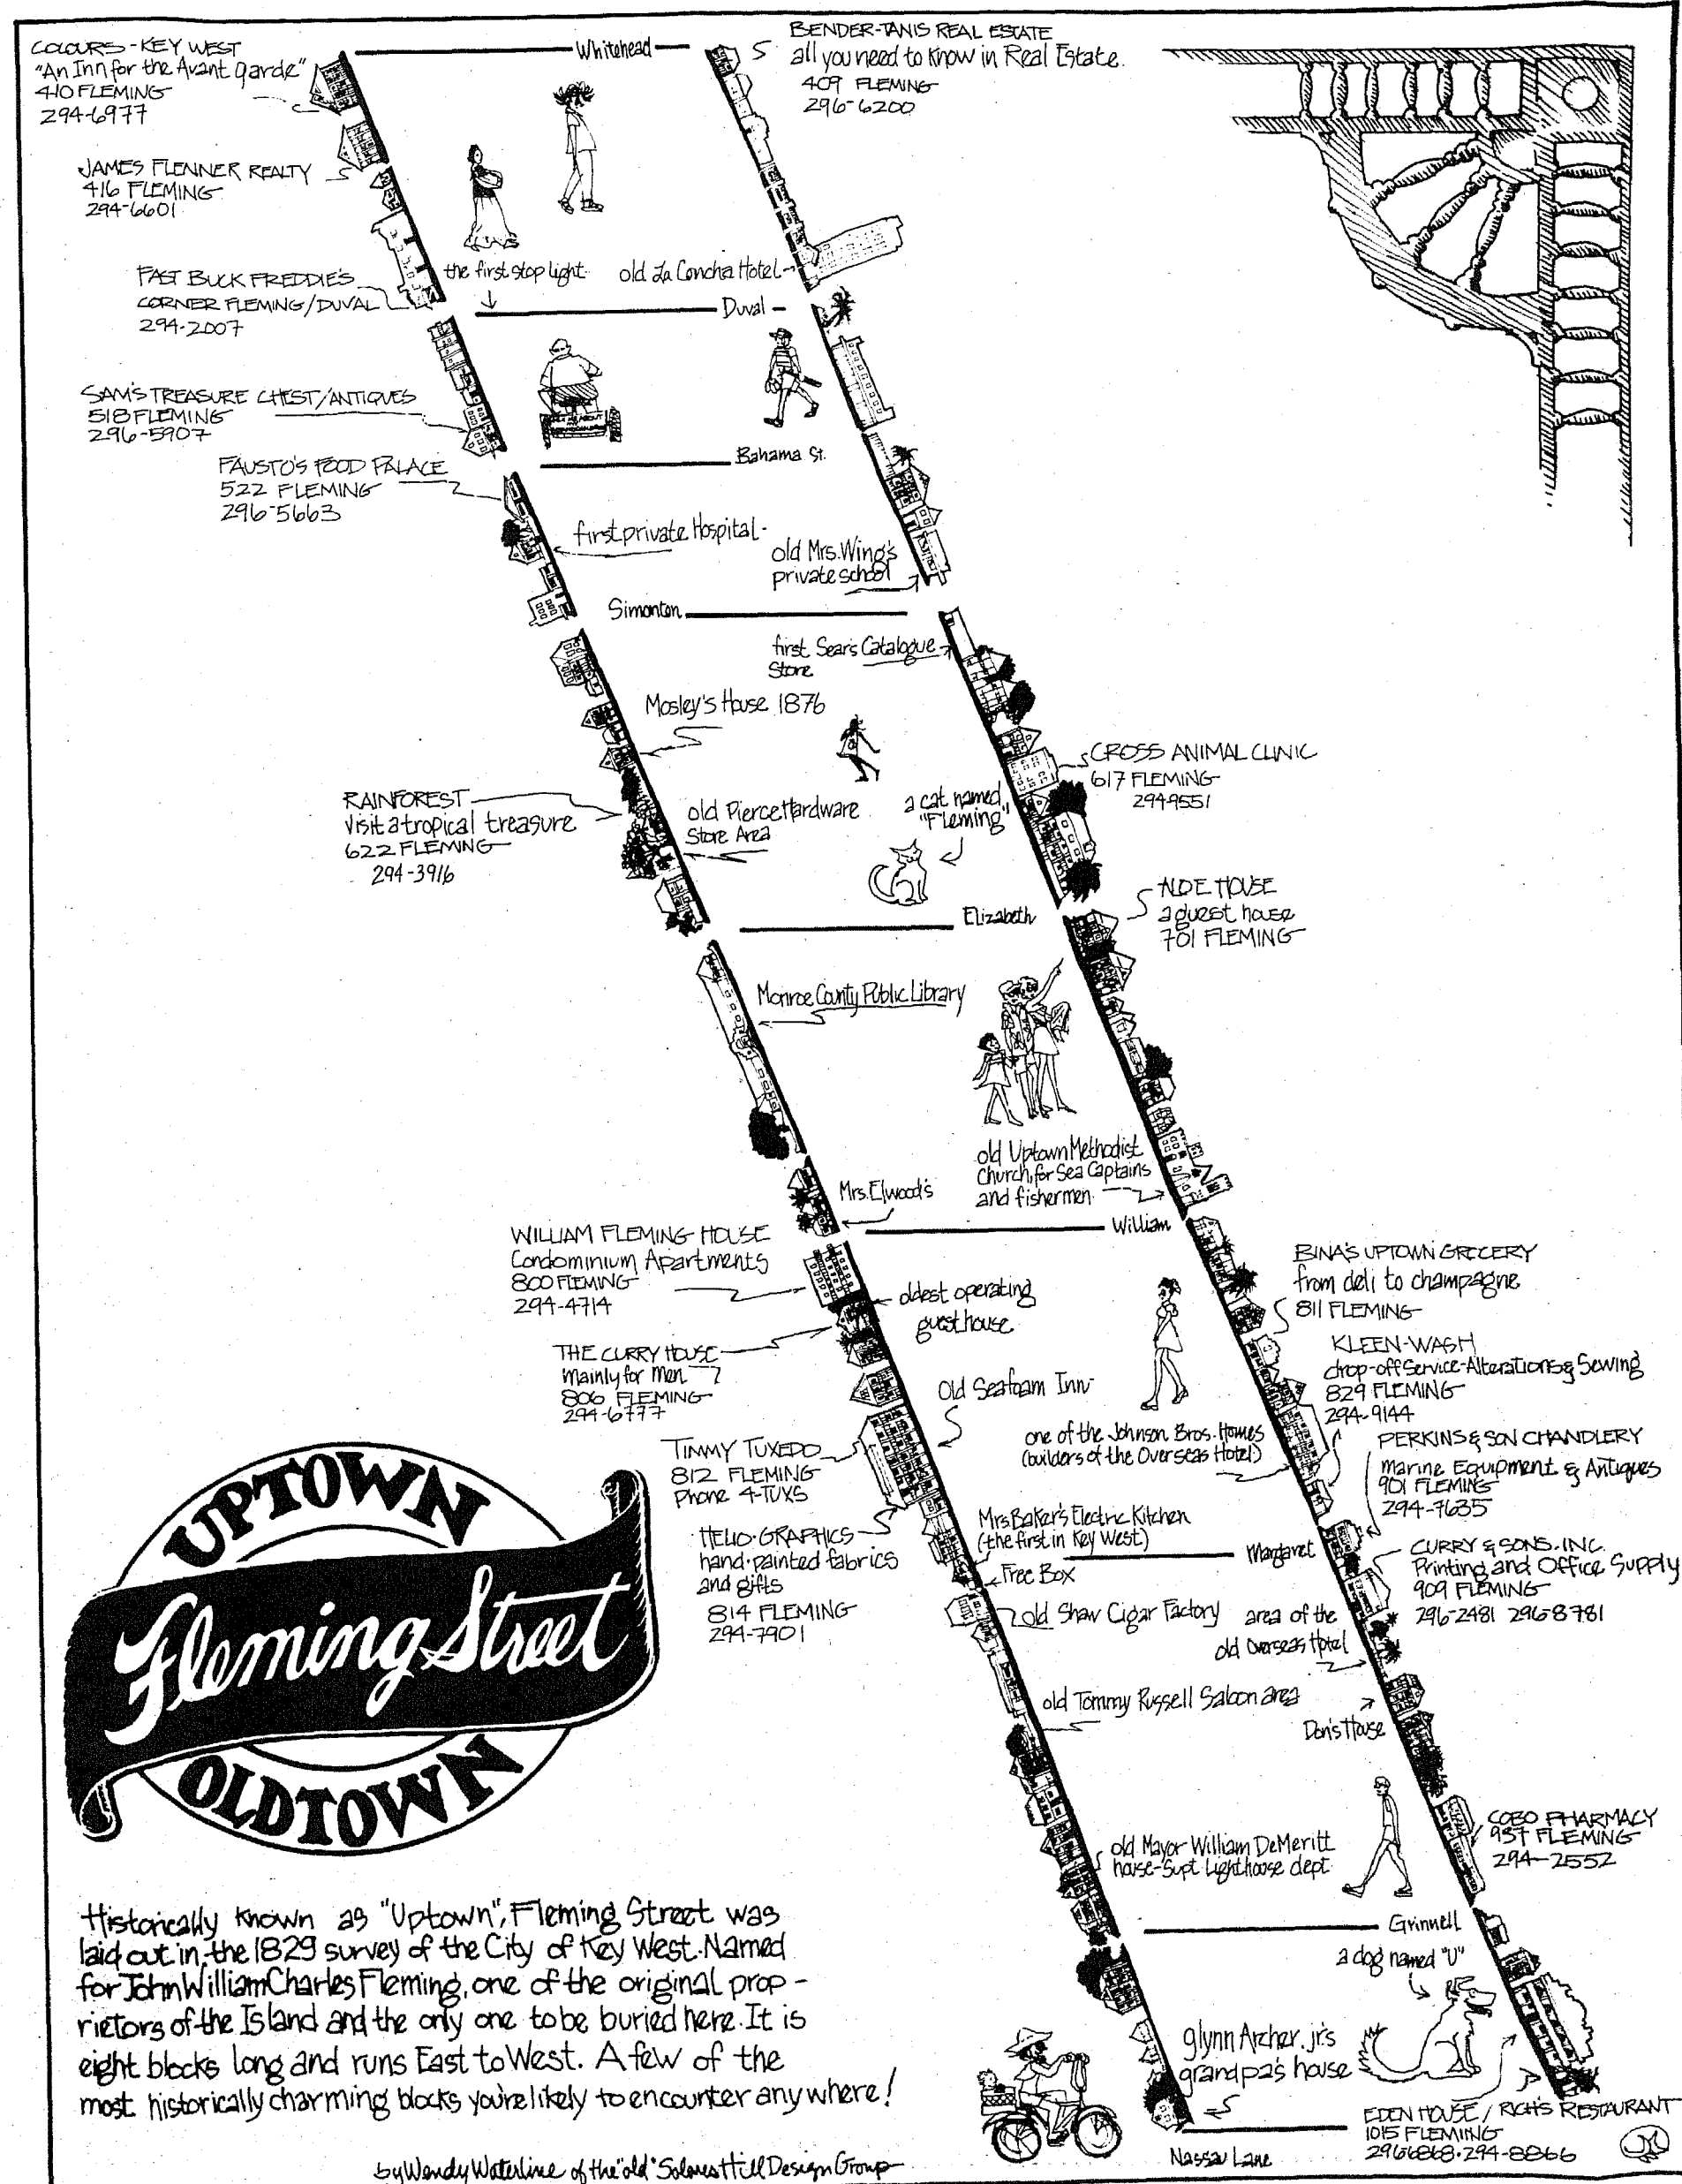 COLOURS - KEY WEST
"An Inn for the Avant garde"
410 FLEMING
294-6977
Whitehead
BENDER-TANIS REAL ESTATE
all you need to know in Real Estate.
409 FLEMING
296-6200
JAMES FLENNER REALTY
416 FLEMING
294-6601
FAST BUCK FREDDIE'S
CORNER FLEMING/DUVAL
294-2007
the first stop light
old La Concha Hotel
Duval
SAM'S TREASURE CHEST/ANTIQUES
518 FLEMING
296-5907
Bahama St.
FAUSTO'S FOOD PALACE
522 FLEMING
296-5663
first private Hospital
old Mrs. Wing's
private school
Simonton
first Sear's Catalogue
Store
Mosley's House 1876
CROSS ANIMAL CLINIC
617 FLEMING
294-9551
RAINFOREST
Visit a tropical treasure
622 FLEMING
294-3916
old Pierce Hardware
Store Area
a cat named
"Fleming"
ALOE HOUSE
a guest house
701 FLEMING
Elizabeth
Monroe County Public Library
old Uptown Methodist
Church, for Sea Captains
and fishermen
Mrs. Elwood's
William
WILLIAM FLEMING HOUSE
Condominium Apartments
800 FLEMING
294-4714
oldest operating
guest house
BINA'S UPTOWN GROCERY
from deli to champagne
811 FLEMING
THE CURRY HOUSE
mainly for men
806 FLEMING
294-6777
KLEEN-WASH
drop-off Service-Alterations & Sewing
829 FLEMING
294-9144
Old Seafoam Inn
one of the Johnson Bros. Homes
(builders of the Overseas Hotel)
TIMMY TUXEDO
812 FLEMING
Phone 4-TUXS
PERKINS & SON CHANDLERY
Marine Equipment & Antiques
901 FLEMING
294-7635
HELIO-GRAPHICS
hand-painted fabrics
and gifts
814 FLEMING
294-7901
Mrs Baker's Electric Kitchen
(the first in Key West)
Margaret
Free Box
CURRY & SONS. INC.
Printing and Office Supply
909 FLEMING
296-2481 296-8781
old Shaw Cigar Factory
area of the
old Overseas Hotel
old Tommy Russell Saloon area
Don's House
UPTOWN
Fleming Street
OLDTOWN
COBO PHARMACY
937 FLEMING
294-2552
old Mayor William DeMeritt
house-Supt Lighthouse dept
Grinnell
a dog named "U"
Historically known as "Uptown", Fleming Street was
laid out in the 1829 survey of the City of Key West. Named
for John William Charles Fleming, one of the original prop-
rietors of the Island and the only one to be buried here. It is
eight blocks long and runs East to West. A few of the
most historically charming blocks you're likely to encounter anywhere!
glynn Archer, jr's
grandpa's house
Nassau Lane
EDEN HOUSE / RICH'S RESTAURANT
1015 FLEMING
2966868 · 294-8866
by Wendy Waterline of the "old" Solares Hill Design Group